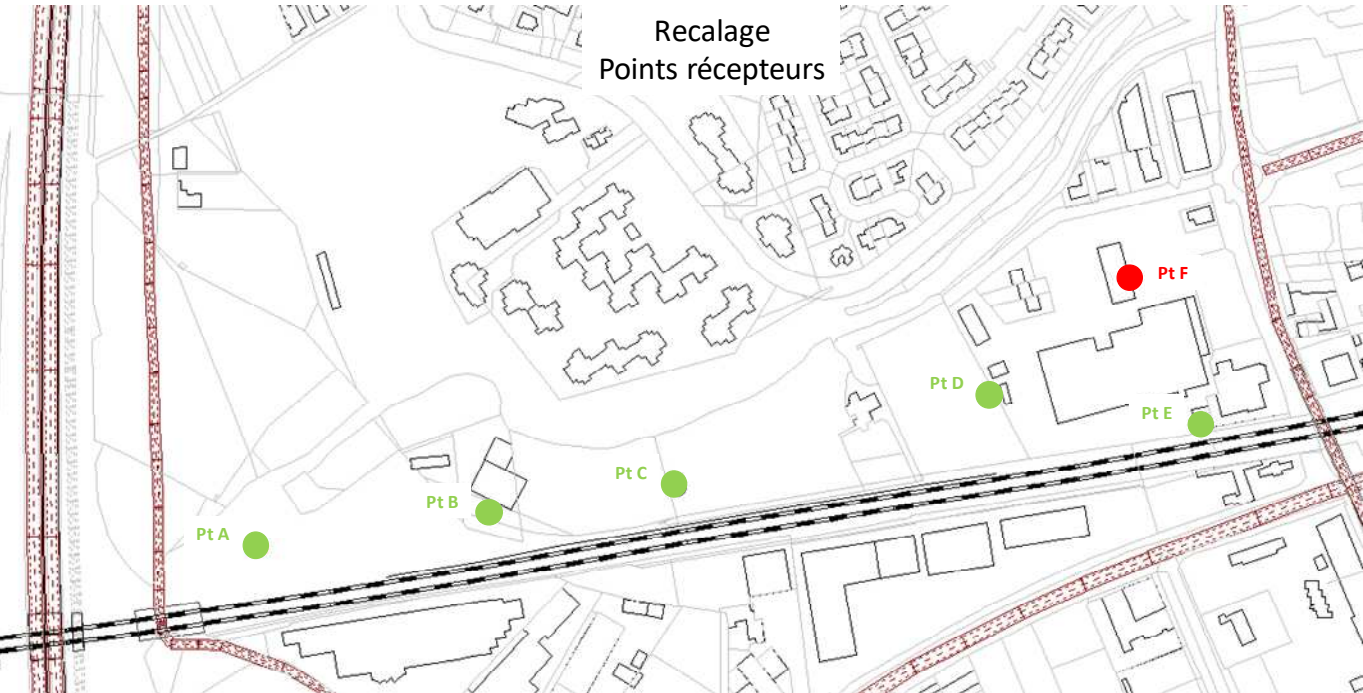 Recalage
Points récepteurs
Pt F
Pt D
Pt E
Pt C
Pt B
Pt A